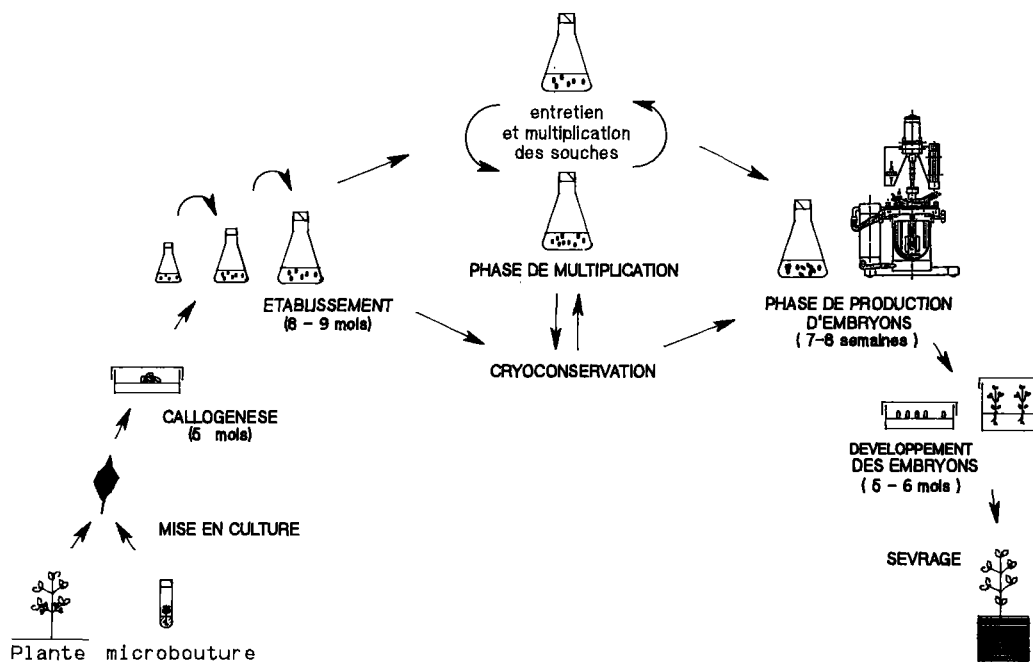 entretien
et multiplication
des souches
PHASE DE MULTIPLICATION
ETABLISSEMENT
(6 - 9 mois)
PHASE DE PRODUCTION
D'EMBRYONS
(7-8 semaines)
CRYOCONSERVATION
CALLOGENESE
(5 mois)
DEVELOPPEMENT
DES EMBRYONS
(5 - 6 mois)
MISE EN CULTURE
SEVRAGE
Plante microbouture